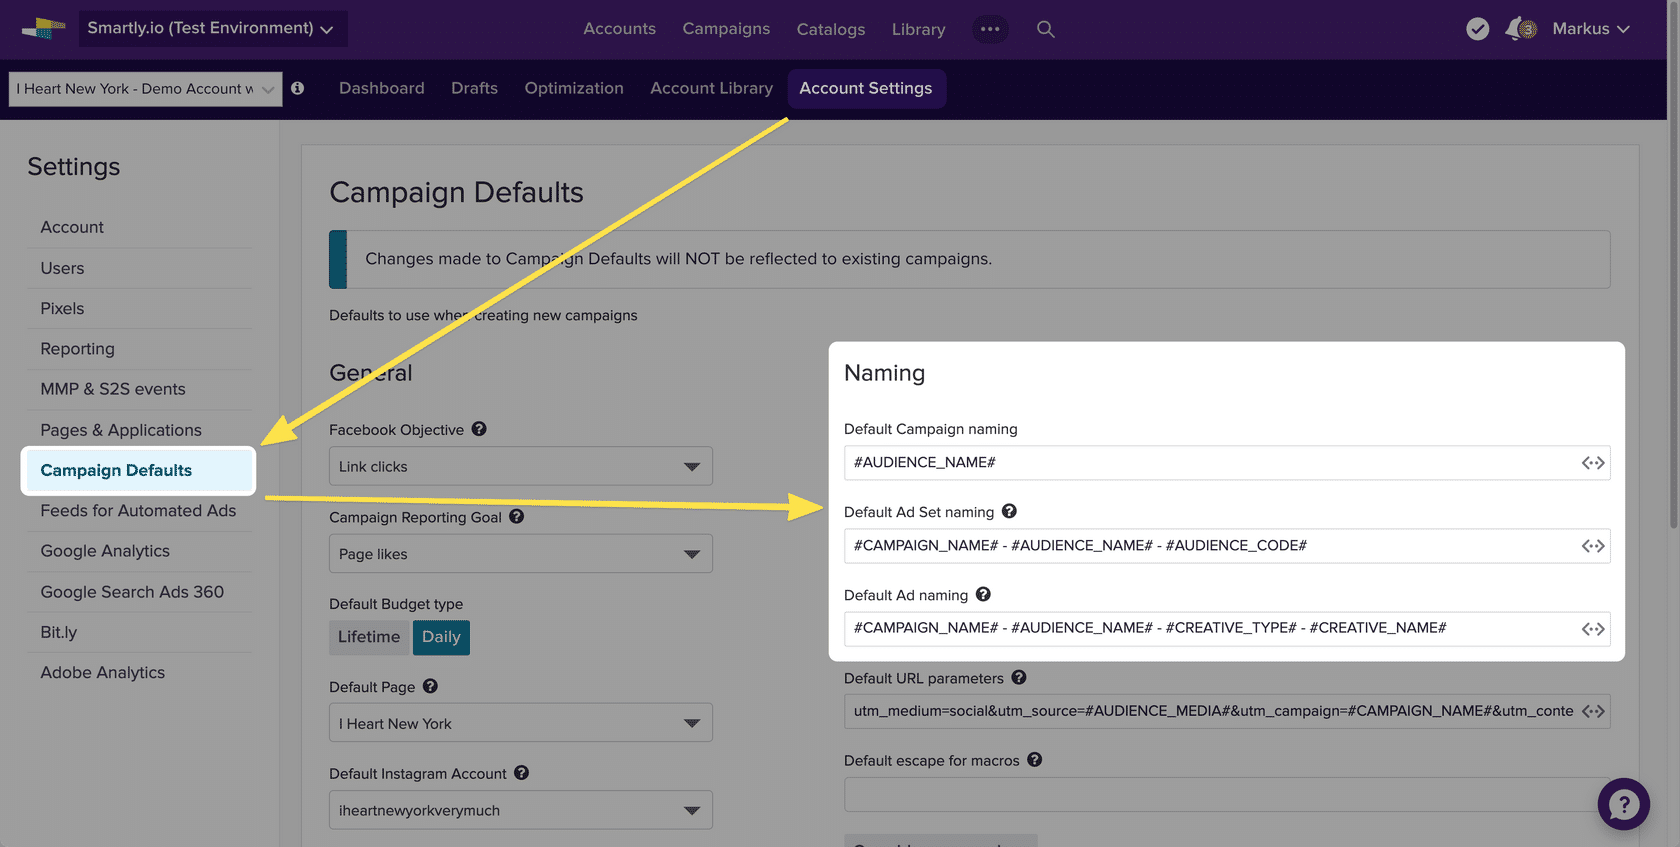 Smartly.io (Test Environment)
Accounts
Campaigns
Catalogs
Library
3
Markus
I Heart New York - Demo Account
Dashboard
Drafts
Optimization
Account Library
Account Settings
Settings
Account
Users
Pixels
Reporting
MMP & S2S events
Pages & Applications
Campaign Defaults
Feeds for Automated Ads
Google Analytics
Google Search Ads 360
Bit.ly
Adobe Analytics
Campaign Defaults
Changes made to Campaign Defaults will NOT be reflected to existing campaigns.
Defaults to use when creating new campaigns
General
Facebook Objective ?
Link clicks
Campaign Reporting Goal ?
Page likes
Default Budget type
Lifetime
Daily
Default Page ?
I Heart New York
Default Instagram Account ?
iheartnewyorkverymuch
Naming
Default Campaign naming
#AUDIENCE_NAME#
Default Ad Set naming ?
#CAMPAIGN_NAME# - #AUDIENCE_NAME# - #AUDIENCE_CODE#
Default Ad naming ?
#CAMPAIGN_NAME# - #AUDIENCE_NAME# - #CREATIVE_TYPE# - #CREATIVE_NAME#
Default URL parameters ?
utm_medium=social&utm_source=#AUDIENCE_MEDIA#&utm_campaign=#CAMPAIGN_NAME#&utm_conte
Default escape for macros ?
?